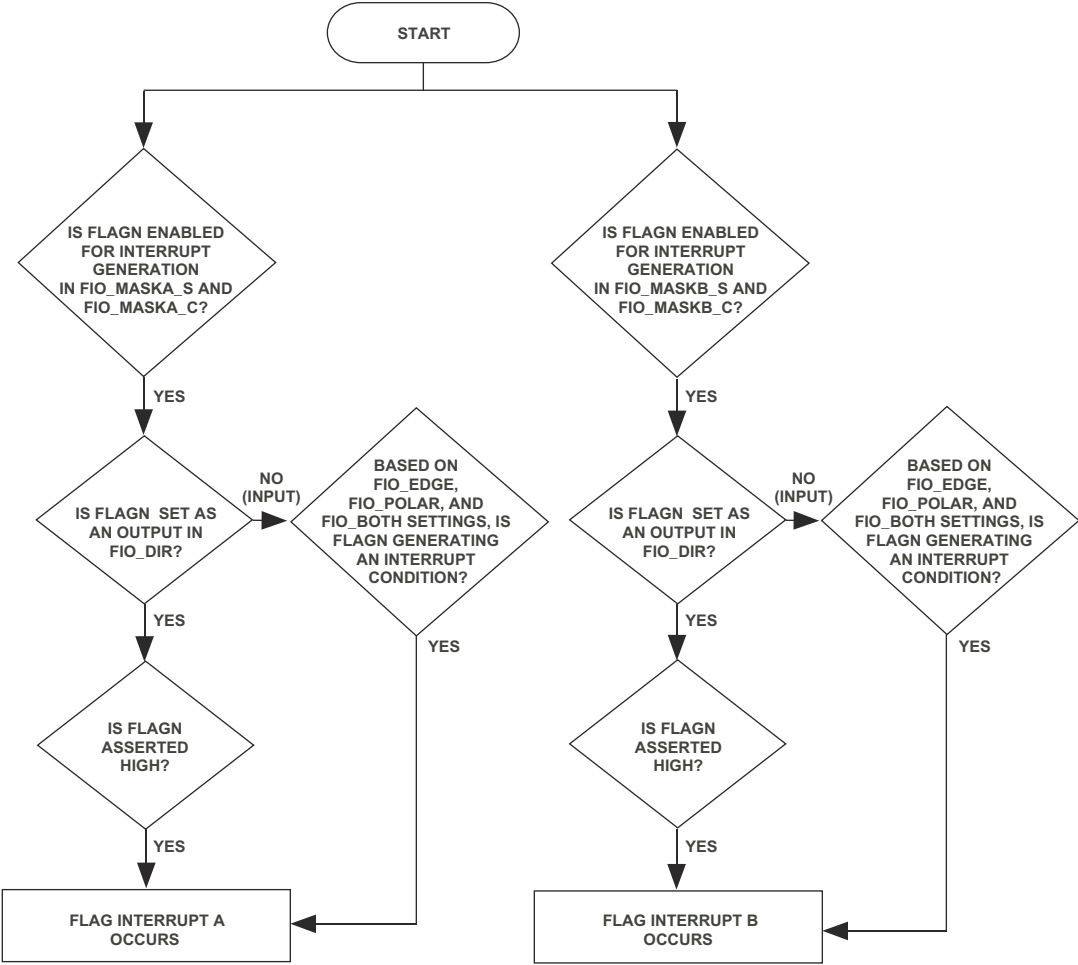 START
IS FLAGN ENABLED
FOR INTERRUPT
GENERATION
IN FIO_MASKA_S AND
FIO_MASKA_C?
YES
IS FLAGN SET AS
AN OUTPUT IN
FIO_DIR?
NO
(INPUT)
BASED ON
FIO_EDGE,
FIO_POLAR, AND
FIO_BOTH SETTINGS, IS
FLAGN GENERATING
AN INTERRUPT
CONDITION?
YES
YES
IS FLAGN
ASSERTED
HIGH?
YES
FLAG INTERRUPT A
OCCURS
IS FLAGN ENABLED
FOR INTERRUPT
GENERATION
IN FIO_MASKB_S AND
FIO_MASKB_C?
YES
IS FLAGN SET AS
AN OUTPUT IN
FIO_DIR?
NO
(INPUT)
BASED ON
FIO_EDGE,
FIO_POLAR, AND
FIO_BOTH SETTINGS, IS
FLAGN GENERATING
AN INTERRUPT
CONDITION?
YES
YES
IS FLAGN
ASSERTED
HIGH?
YES
FLAG INTERRUPT B
OCCURS